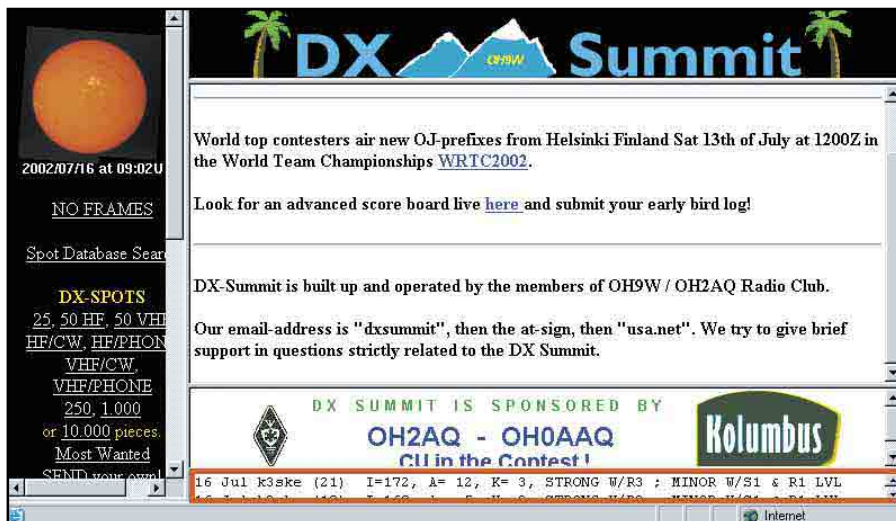 DX OH9W Summit
2002/07/16 at 09:02U
NO FRAMES
Spot Database Sear
DX-SPOTS
25, 50 HF, 50 VHF
HF/CW, HF/PHON
VHF/CW,
VHF/PHONE
250, 1.000
or 10.000 pieces.
Most Wanted
SEND your own!
World top contesters air new OJ-prefixes from Helsinki Finland Sat 13th of July at 1200Z in
the World Team Championships WRTC2002.
Look for an advanced score board live here and submit your early bird log!
DX-Summit is built up and operated by the members of OH9W / OH2AQ Radio Club.
Our email-address is "dxsummit", then the at-sign, then "usa.net". We try to give brief
support in questions strictly related to the DX Summit.
DX SUMMIT IS SPONSORED BY
OH2AQ - OH0AAQ
CU in the Contest !
Kolumbus
16 Jul k3ske (21) I=172, A= 12, K= 3, STRONG W/R3 ; MINOR W/S1 & R1 LVL
Internet